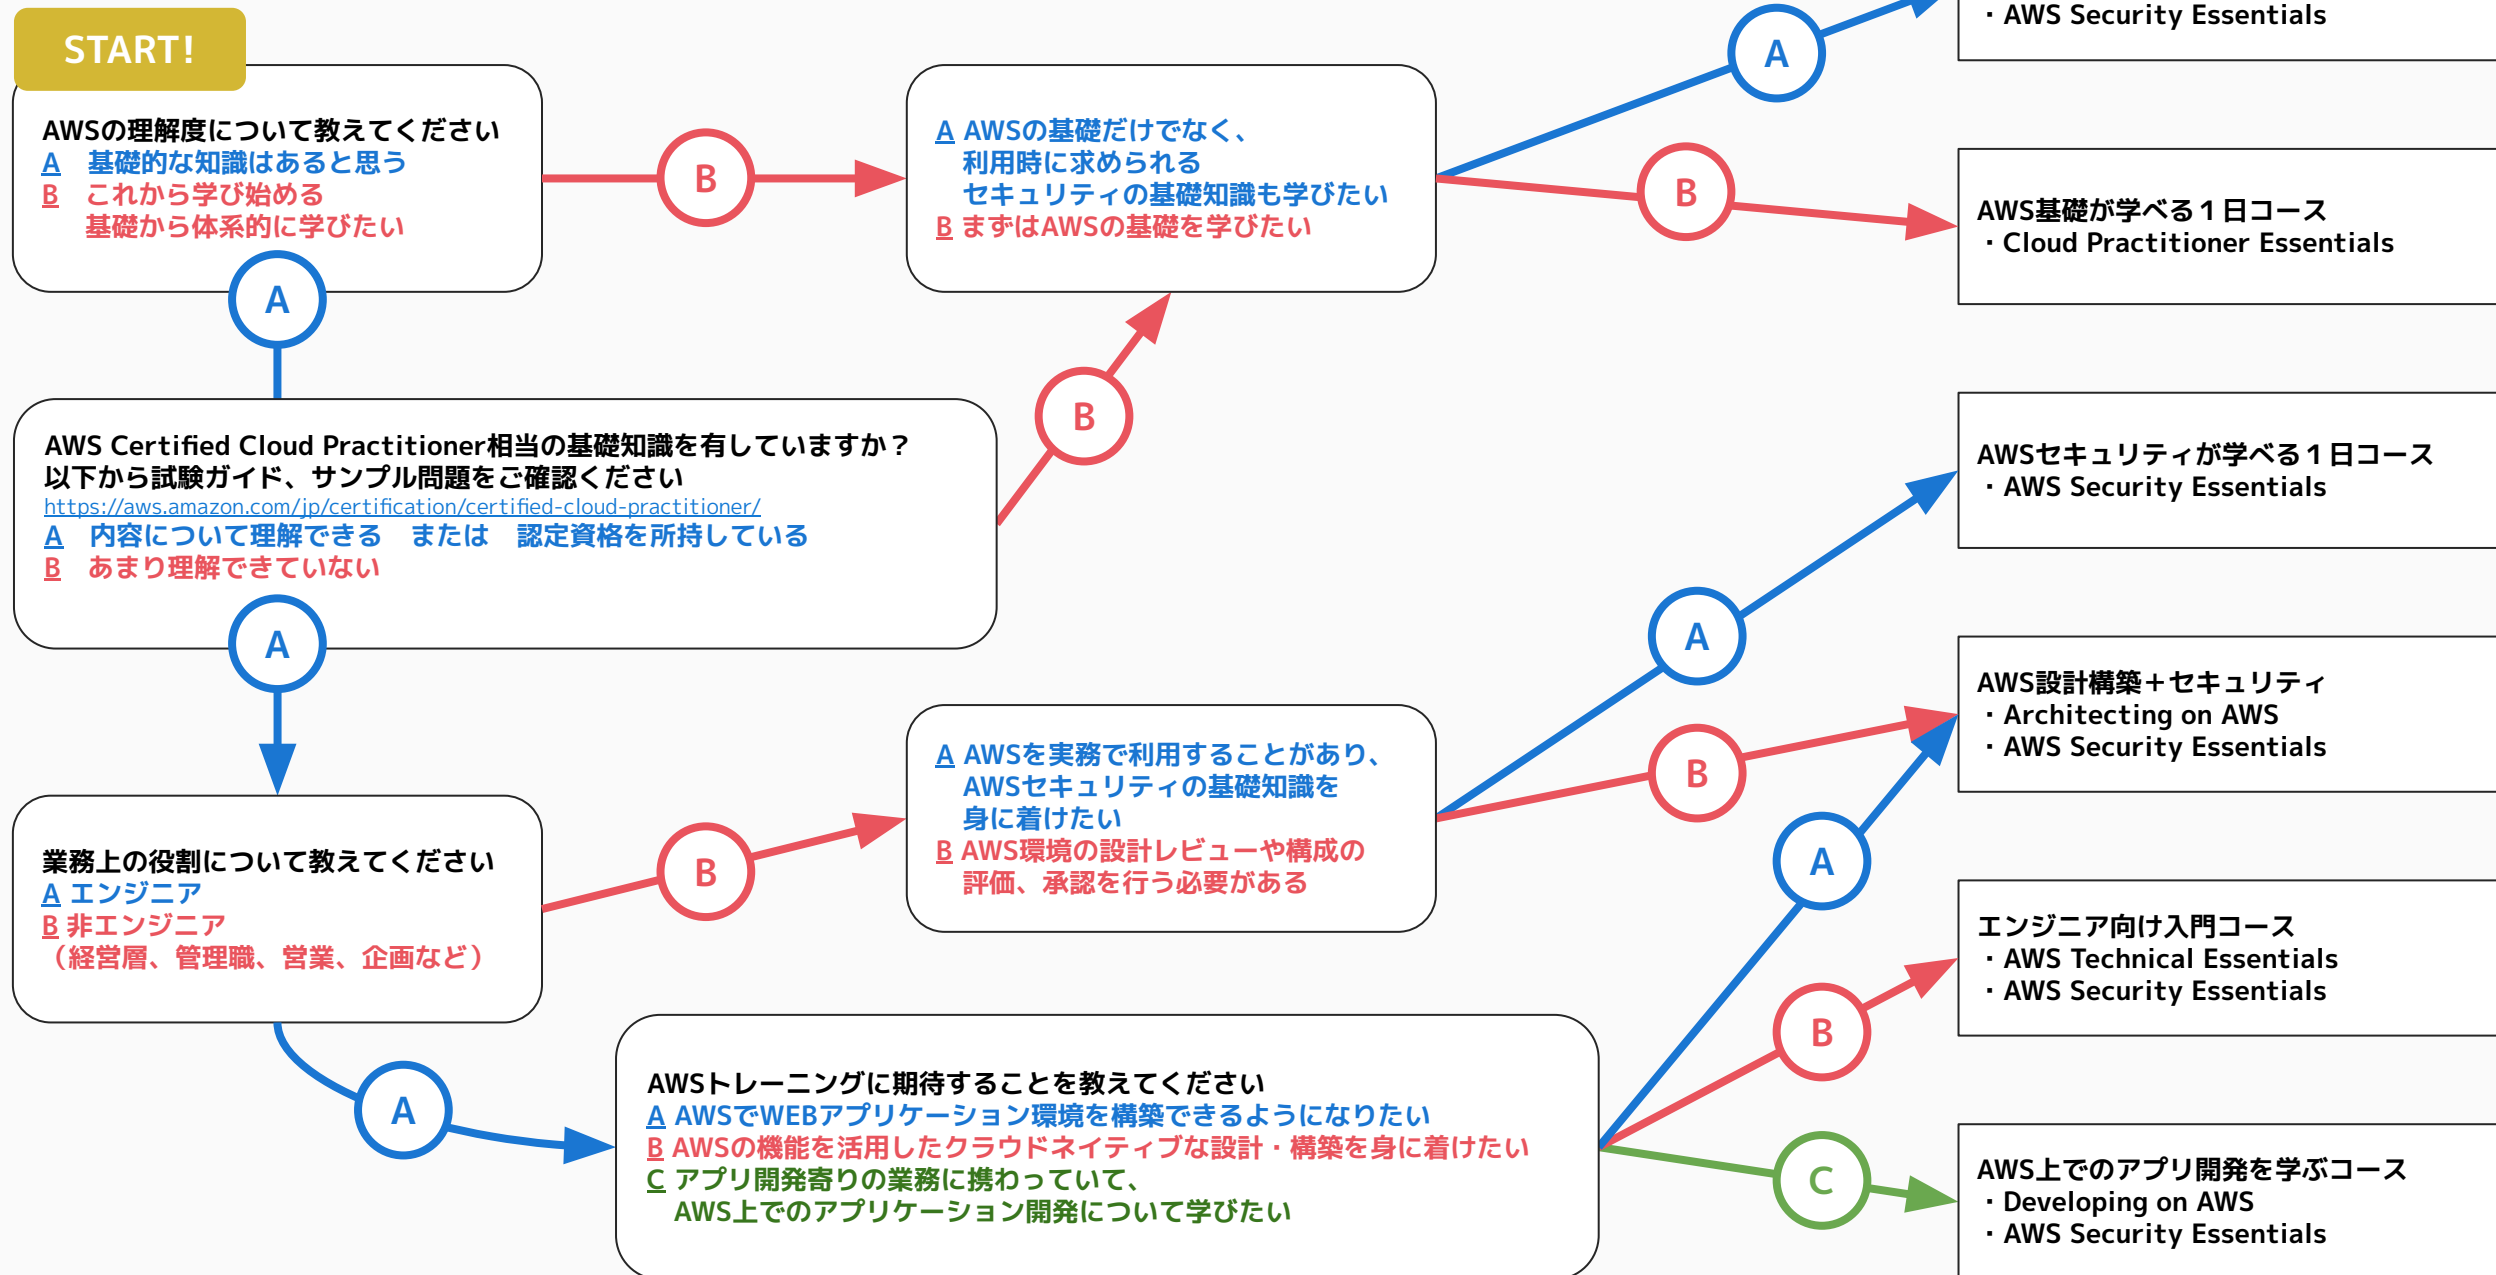 START!
AWSの理解度について教えてください
A　基礎的な知識はあると思う
B　これから学び始める
基礎から体系的に学びたい
B
A AWSの基礎だけでなく、
利用時に求められる
セキュリティの基礎知識も学びたい
B まずはAWSの基礎を学びたい
A
・AWS Security Essentials
B
AWS基礎が学べる１日コース
・Cloud Practitioner Essentials
A
AWS Certified Cloud Practitioner相当の基礎知識を有していますか？
以下から試験ガイド、サンプル問題をご確認ください
https://aws.amazon.com/jp/certification/certified-cloud-practitioner/
A　内容について理解できる　または　認定資格を所持している
B　あまり理解できていない
B
A
AWSセキュリティが学べる１日コース
・AWS Security Essentials
A
業務上の役割について教えてください
A エンジニア
B 非エンジニア
（経営層、管理職、営業、企画など）
B
A AWSを実務で利用することがあり、
AWSセキュリティの基礎知識を
身に着けたい
B AWS環境の設計レビューや構成の
評価、承認を行う必要がある
B
AWS設計構築＋セキュリティ
・Architecting on AWS
・AWS Security Essentials
A
A
AWSトレーニングに期待することを教えてください
A AWSでWEBアプリケーション環境を構築できるようになりたい
B AWSの機能を活用したクラウドネイティブな設計・構築を身に着けたい
C アプリ開発寄りの業務に携わっていて、
AWS上でのアプリケーション開発について学びたい
B
エンジニア向け入門コース
・AWS Technical Essentials
・AWS Security Essentials
C
AWS上でのアプリ開発を学ぶコース
・Developing on AWS
・AWS Security Essentials